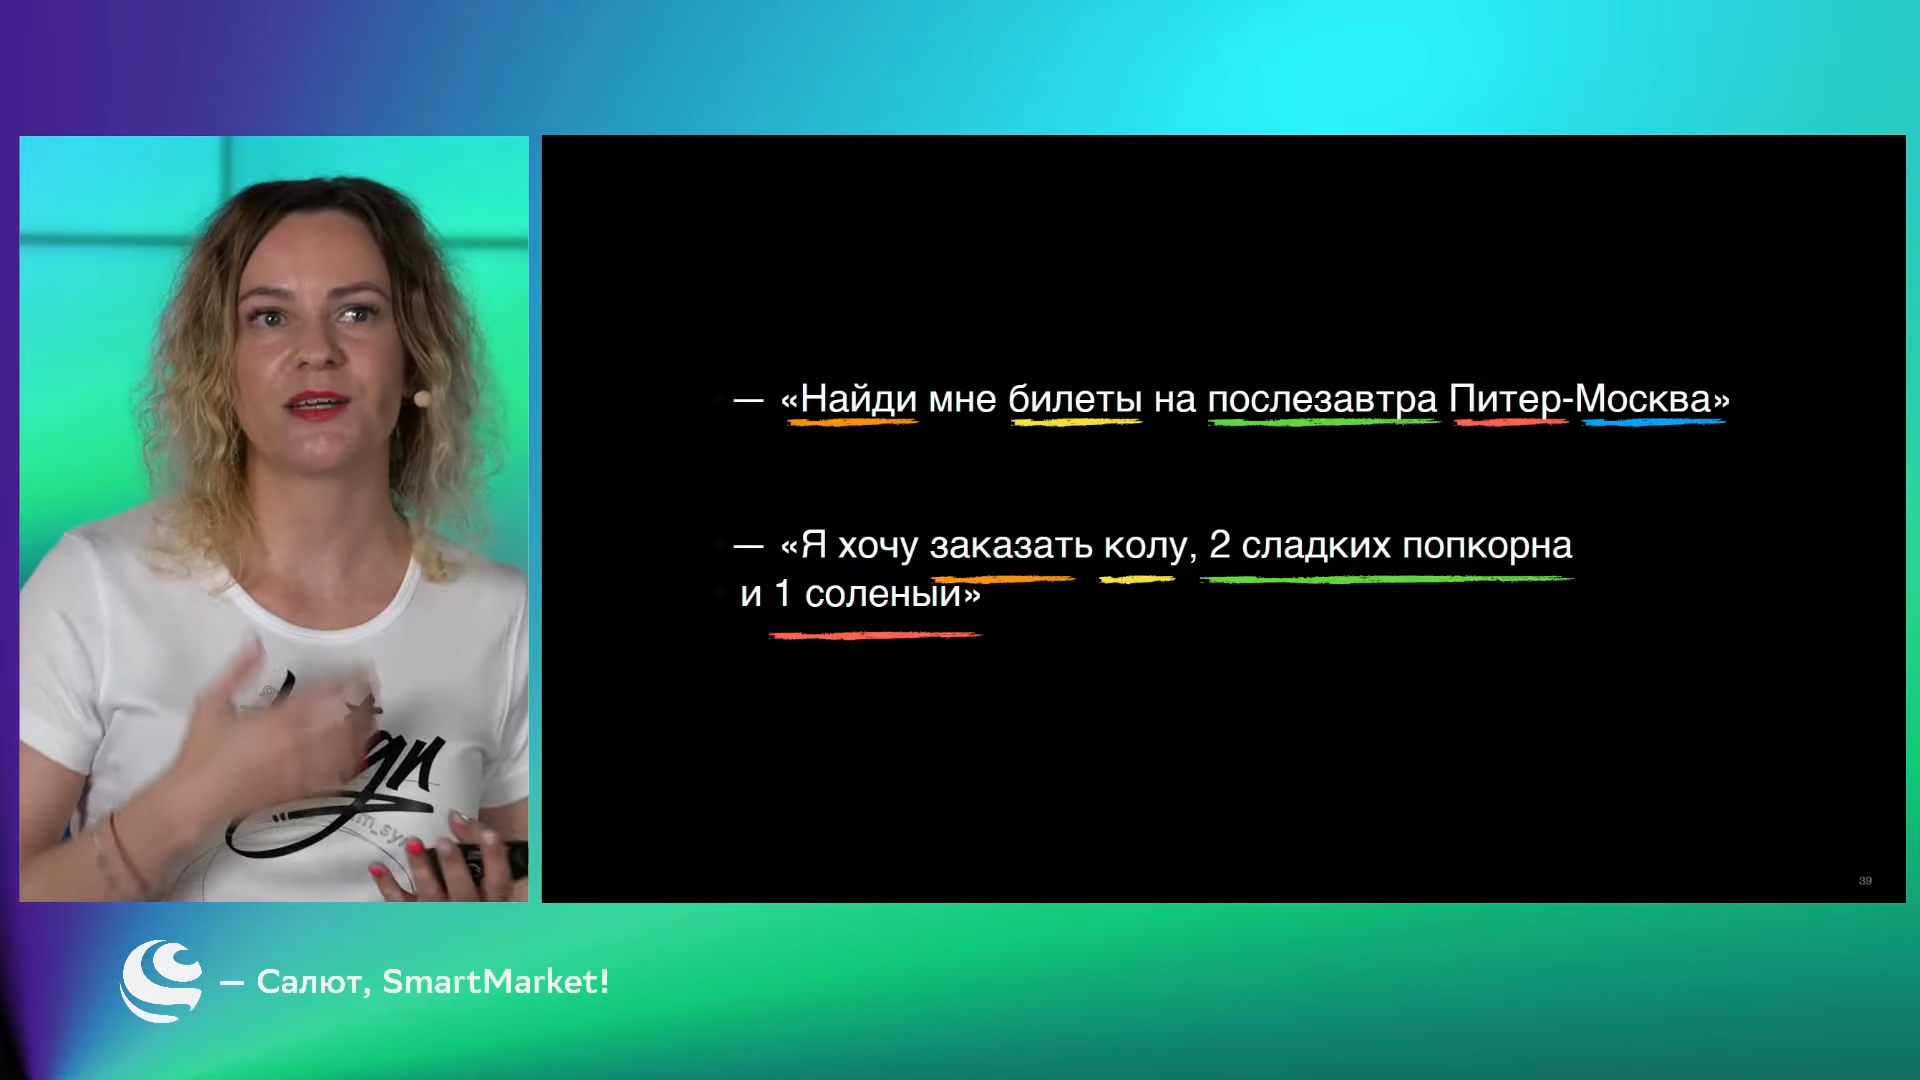 — «Найди мне билеты на послезавтра Питер-Москва»
— «Я хочу заказать колу, 2 сладких попкорна
и 1 соленый»
39
— Салют, SmartMarket!